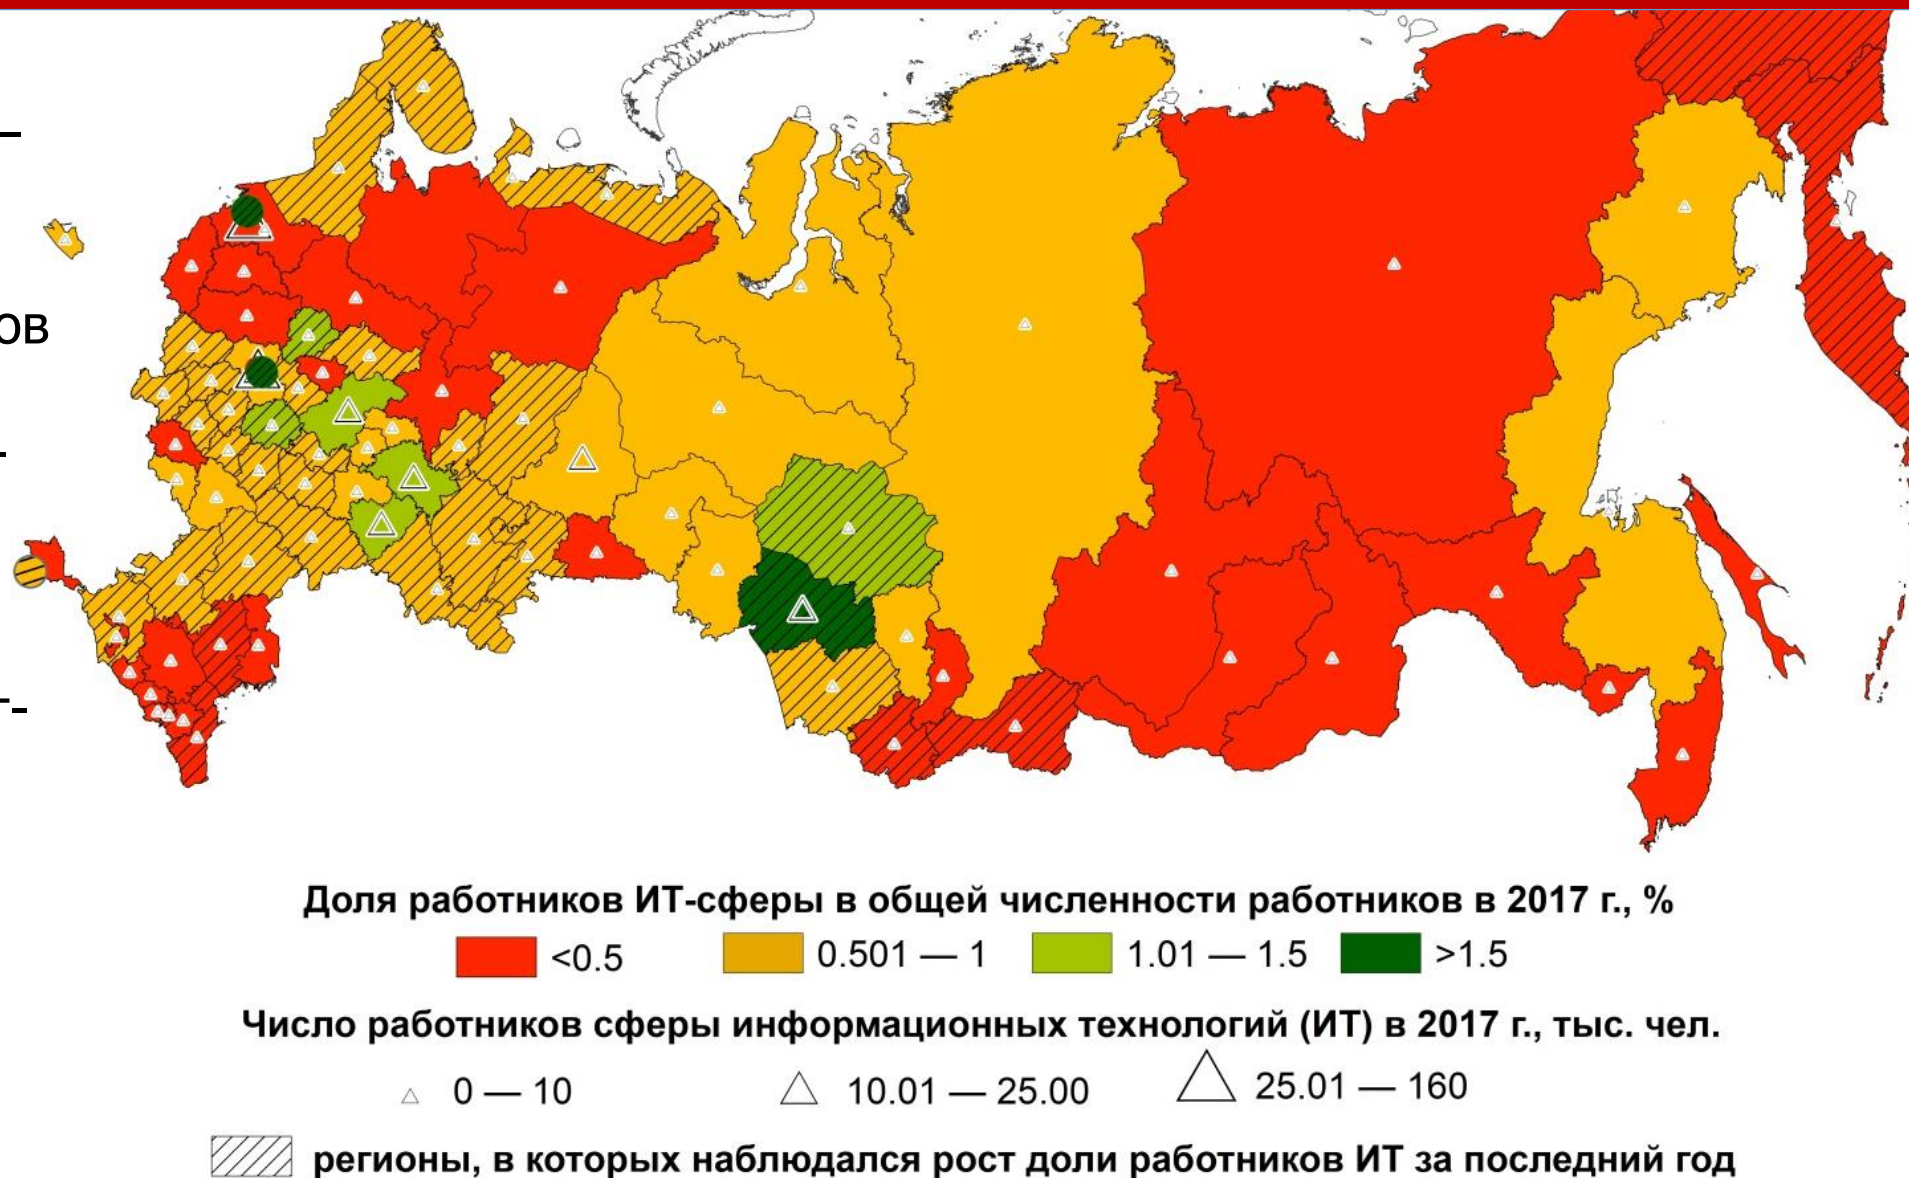 ов
Доля работников ИТ-сферы в общей численности работников в 2017 г., %
<0.5 0.501 — 1 1.01 — 1.5 >1.5
Число работников сферы информационных технологий (ИТ) в 2017 г., тыс. чел.
0 — 10 10.01 — 25.00 25.01 — 160
регионы, в которых наблюдался рост доли работников ИТ за последний год